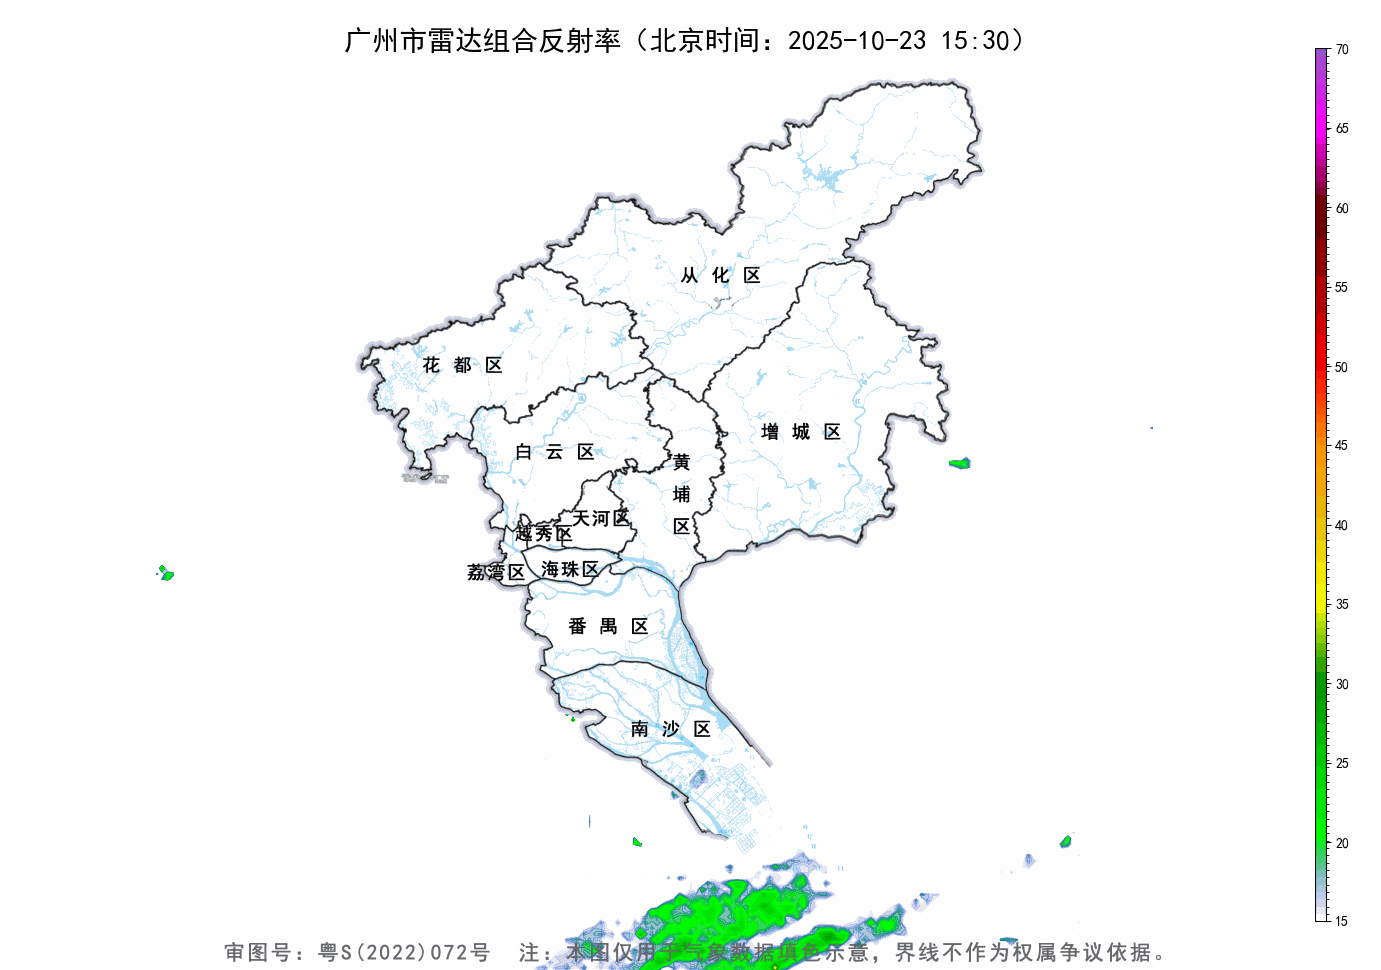 广州市雷达组合反射率（北京时间：2025-10-23 15:30）
70
65
60
55
50
45
40
35
30
25
20
15
从化区
花都区
增城区
白云区
黄埔区
天河区
越秀区
荔湾区
海珠区
番禺区
南沙区
审图号：粤S(2022)072号 注：本图仅用于气象数据填色示意，界线不作为权属争议依据。